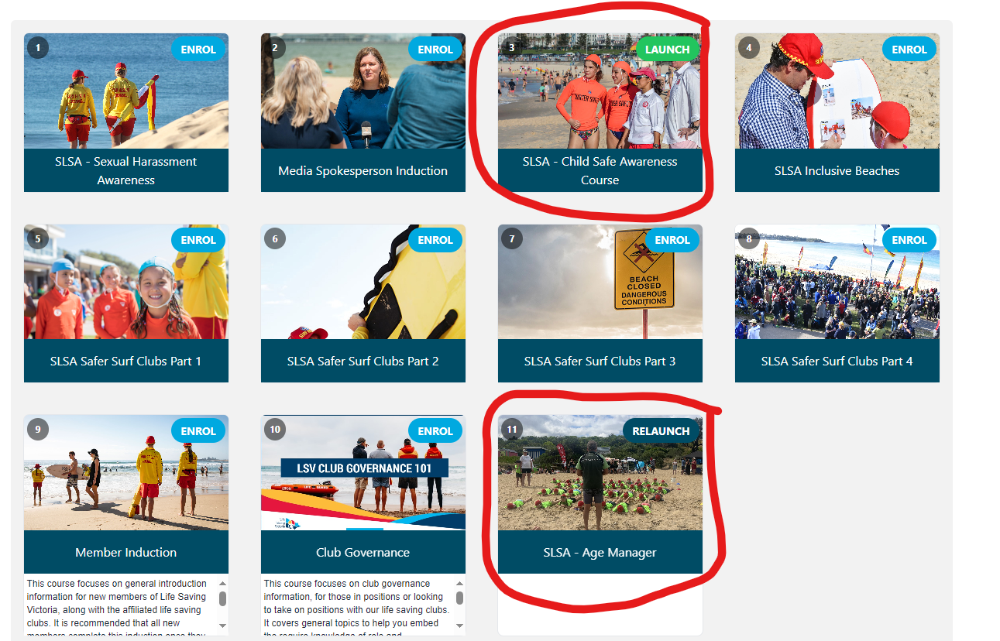 1
ENROL
SLSA - Sexual Harassment
Awareness
2
ENROL
Media Spokesperson Induction
3
LAUNCH
WATER SAFE
SLSA - Child Safe Awareness
Course
4
ENROL
SLSA Inclusive Beaches
5
ENROL
SLSA Safer Surf Clubs Part 1
6
ENROL
SLSA Safer Surf Clubs Part 2
7
ENROL
BEACH
CLOSED
DANGEROUS
CONDITIONS
SLSA Safer Surf Clubs Part 3
8
ENROL
SLSA Safer Surf Clubs Part 4
9
ENROL
Member Induction
This course focuses on general introduction
information for new members of Life Saving
Victoria, along with the affiliated life saving
clubs. It is recommended that all new
members complete this induction once they
10
ENROL
LSV CLUB GOVERNANCE 101
Club Governance
This course focuses on club governance
information, for those in positions or looking
to take on positions with our life saving clubs.
It covers general topics to help you embed
the require knowledge of role and
11
RELAUNCH
SLSA - Age Manager